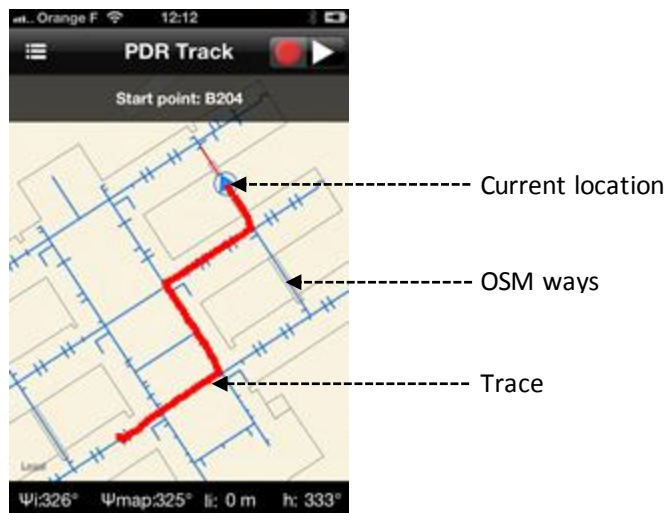 Orange F 12:12
PDR Track
Start point: B204
Current location
OSM ways
Trace
Legal
Ψi:326° Ψmap:325° li: 0 m h: 333°